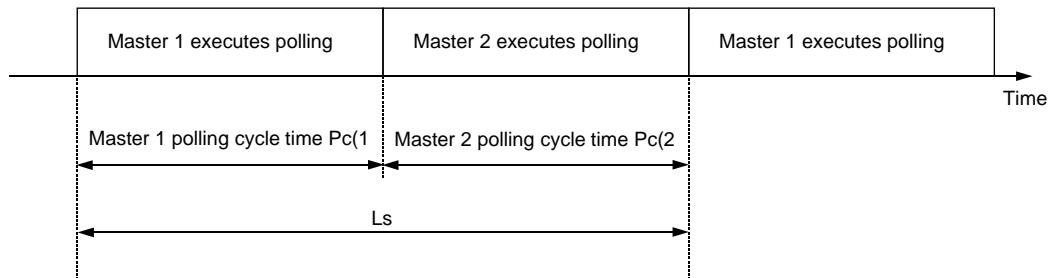 Master 1 executes polling
Master 2 executes polling
Master 1 executes polling
Time
Master 1 polling cycle time Pc(1
Master 2 polling cycle time Pc(2
Ls